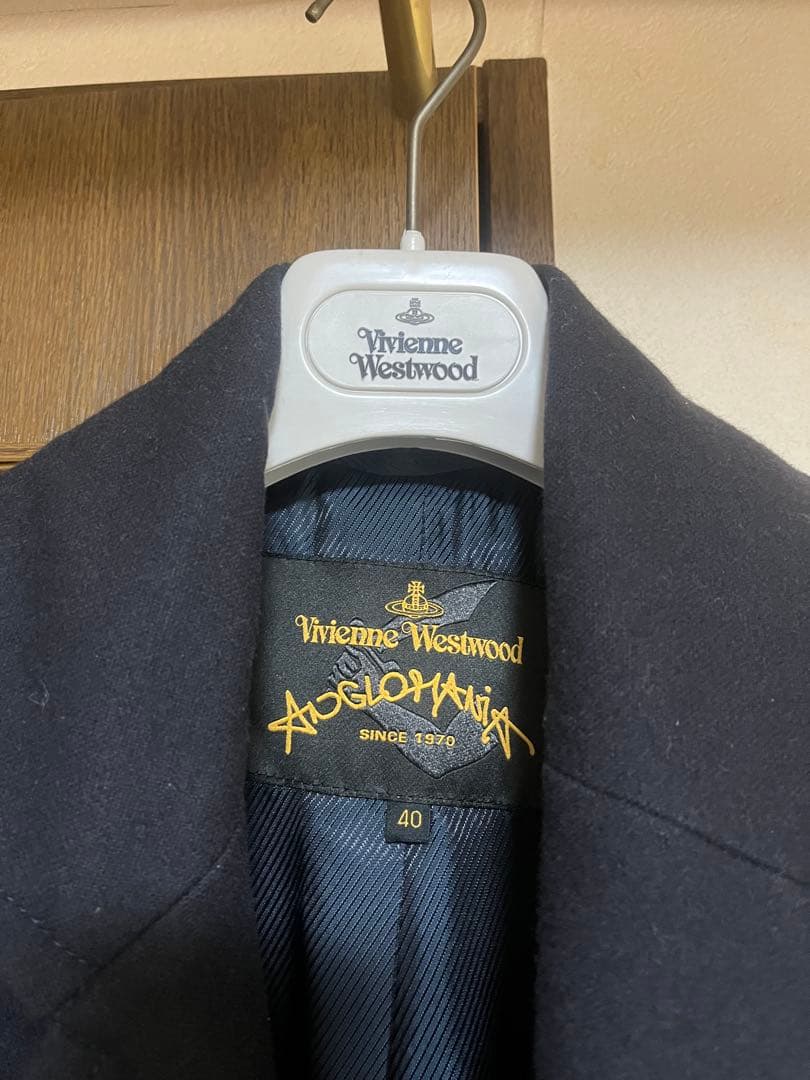 Vivienne
Westwood
Vivienne Westwood
ANGLOMANIA
SINCE 1970
40